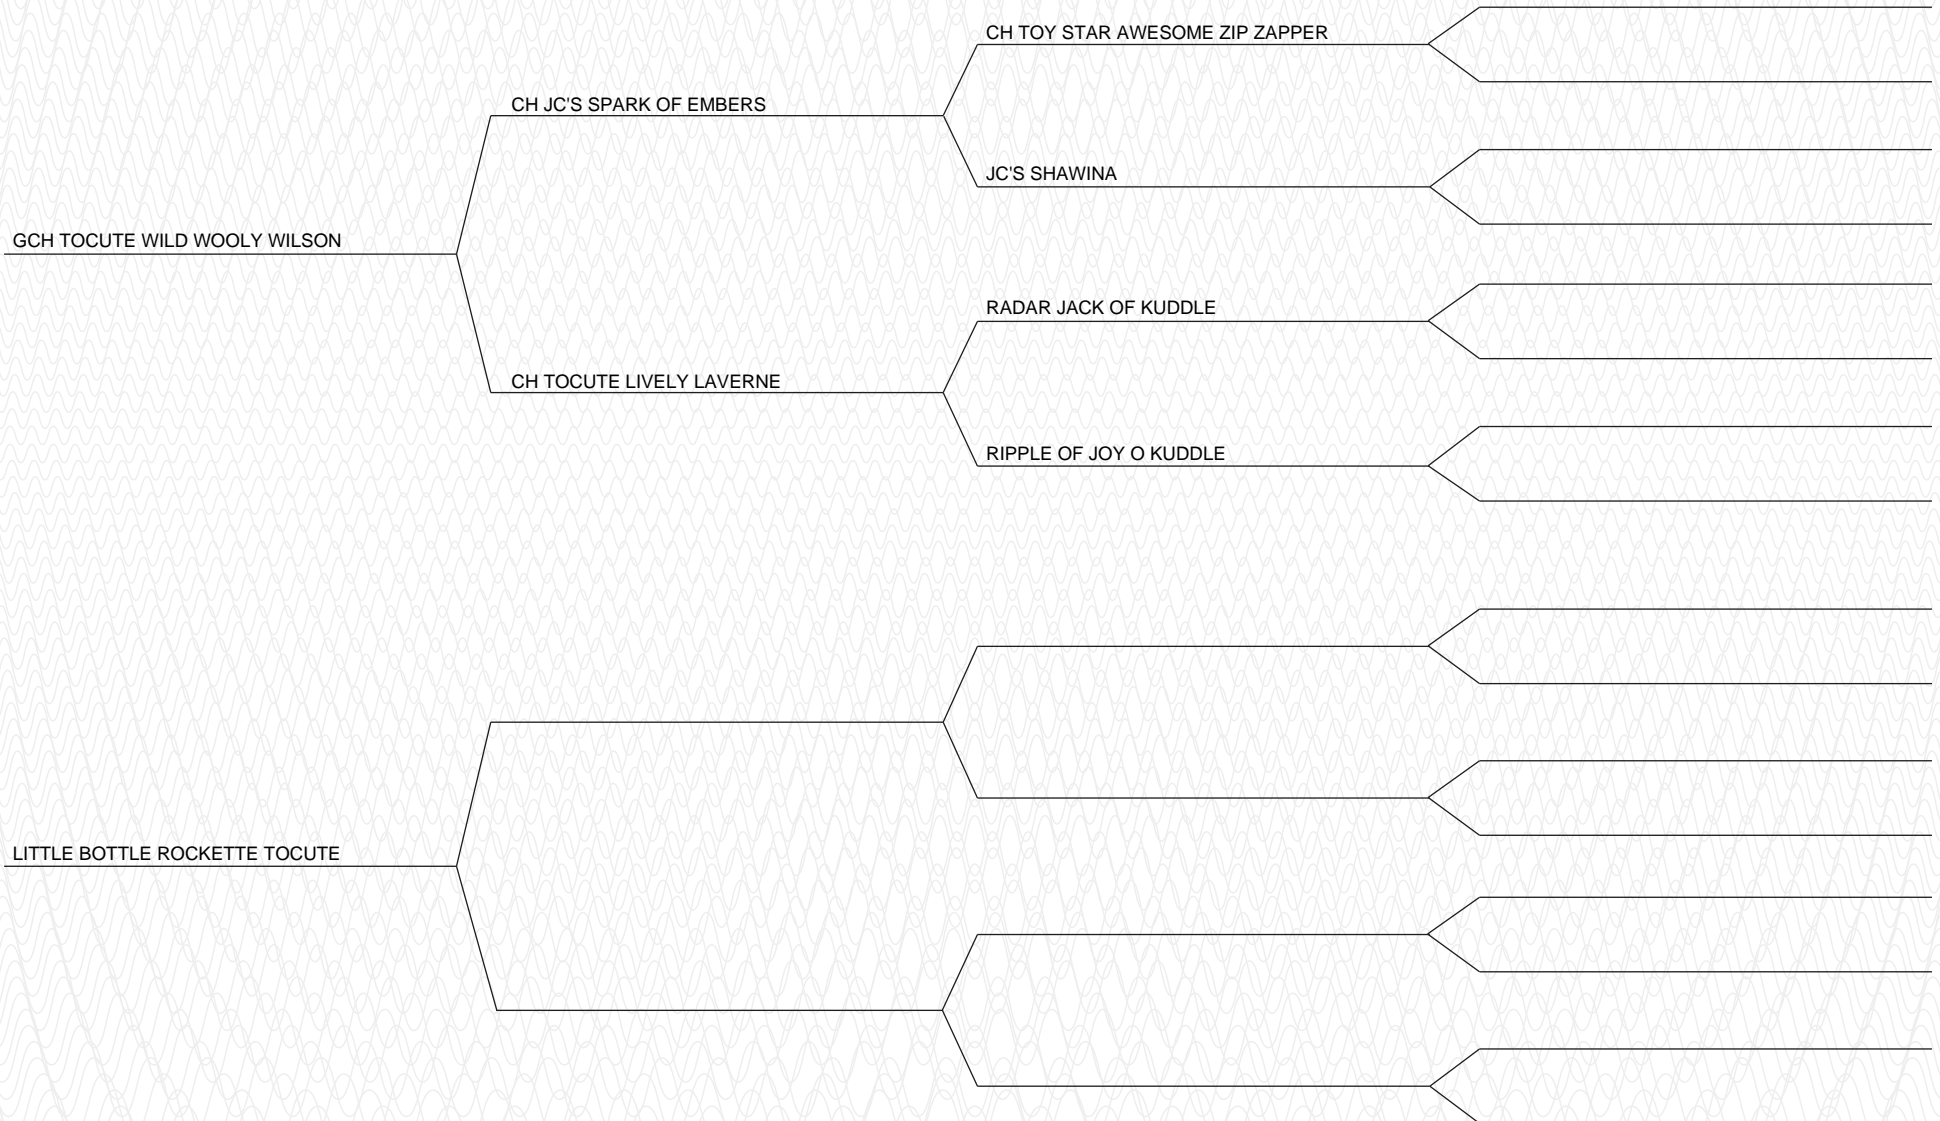 CH TOY STAR AWESOME ZIP ZAPPER
CH JC'S SPARK OF EMBERS
JC'S SHAWINA
GCH TOCUTE WILD WOOLY WILSON
RADAR JACK OF KUDDLE
CH TOCUTE LIVELY LAVERNE
RIPPLE OF JOY O KUDDLE
LITTLE BOTTLE ROCKETTE TOCUTE